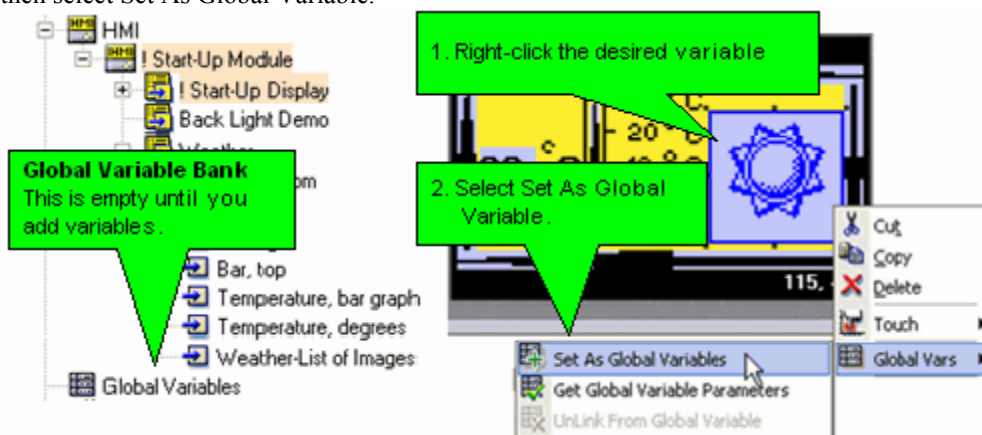 then select Set As Global Variable.
HMI
! Start-Up Module
! Start-Up Display
Back Light Demo
Global Variable Bank
This is empty until you
add variables.
Bar, top
Temperature, bar graph
Temperature, degrees
Weather-List of Images
Global Variables
1. Right-click the desired variable
20 °
2. Select Set As Global
Variable.
115,
Cut
Copy
Delete
Touch
Global Vars
Set As Global Variables
Get Global Variable Parameters
UnLink From Global Variable